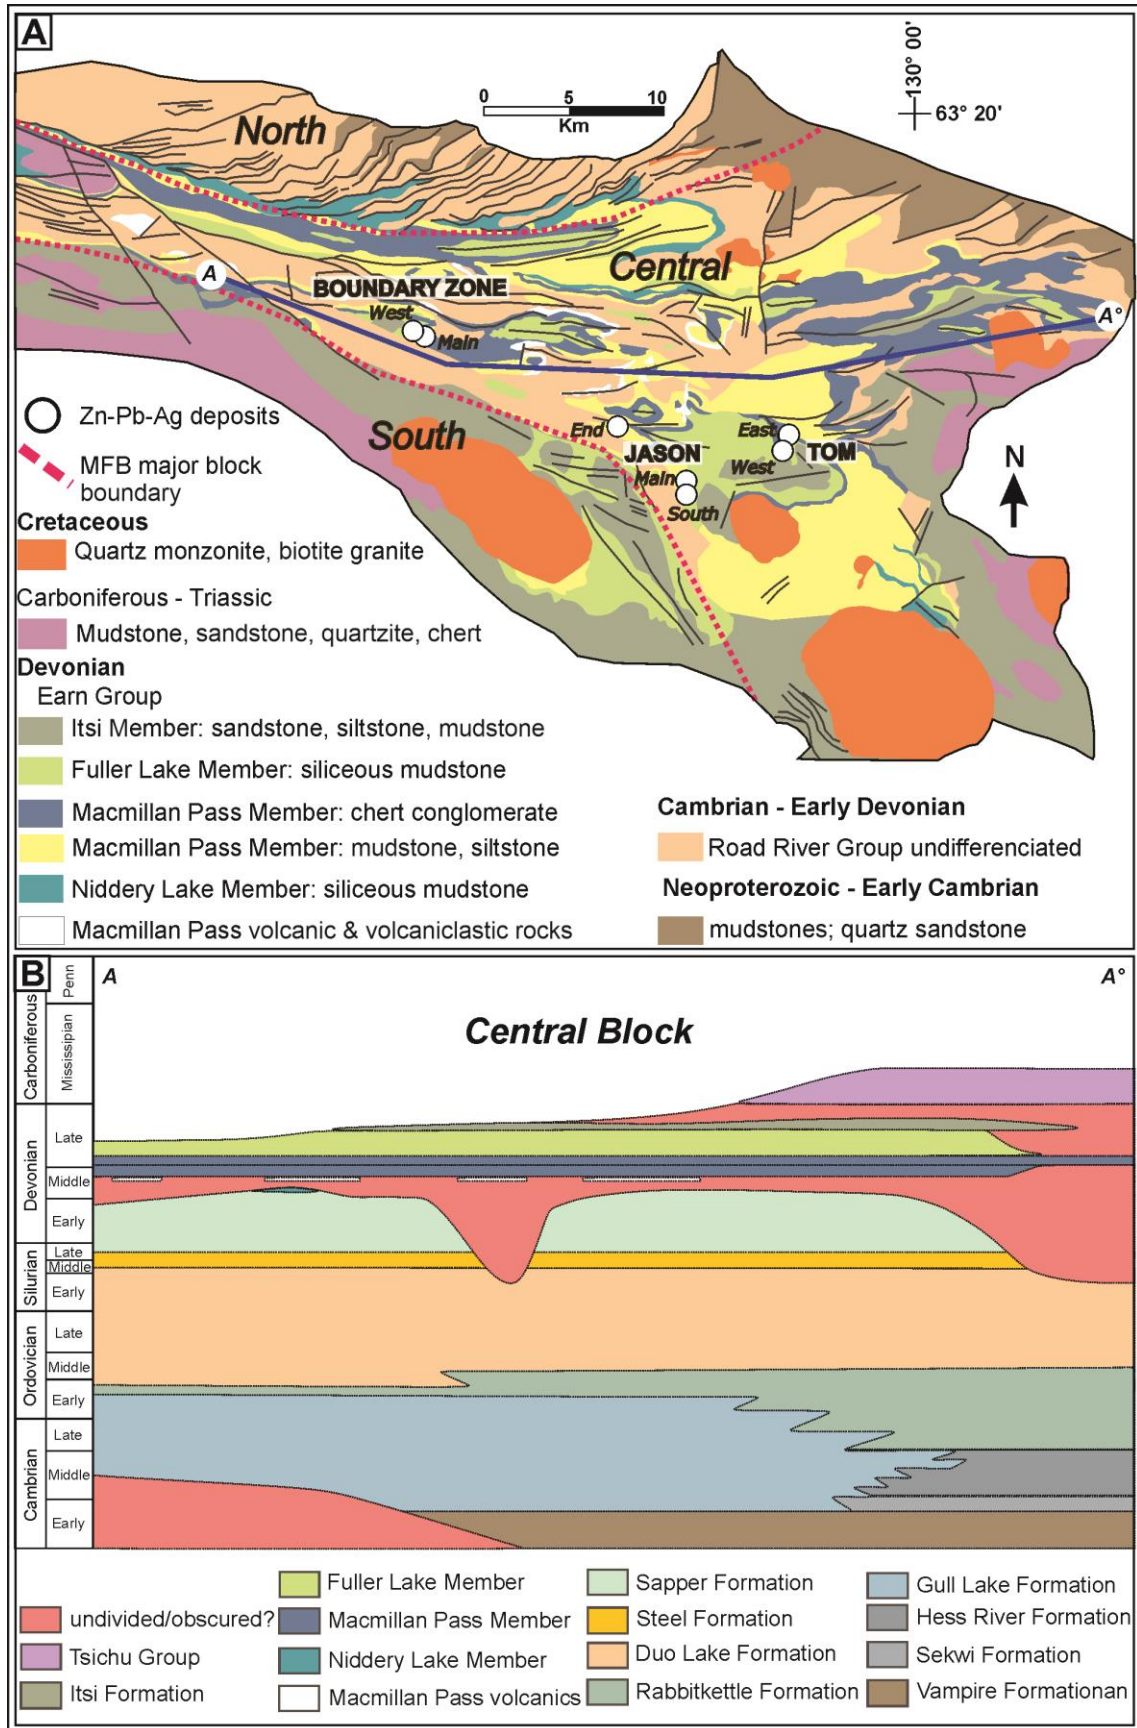 A
North
0 5 10
Km
130° 00'
63° 20'
Central
A
BOUNDARY ZONE
West
Main
A°
South
End
JASON
Main
South
East
West
TOM
N
Zn-Pb-Ag deposits
MFB major block
boundary
Cretaceous
Quartz monzonite, biotite granite
Carboniferous - Triassic
Mudstone, sandstone, quartzite, chert
Devonian
Earn Group
Itsi Member: sandstone, siltstone, mudstone
Fuller Lake Member: siliceous mudstone
Macmillan Pass Member: chert conglomerate
Macmillan Pass Member: mudstone, siltstone
Niddery Lake Member: siliceous mudstone
Macmillan Pass volcanic & volcaniclastic rocks
Cambrian - Early Devonian
Road River Group undifferenciated
Neoproterozoic - Early Cambrian
mudstones; quartz sandstone
B
A
A°
Central Block
Carboniferous
Penn
Mississipian
Devonian
Late
Middle
Early
Silurian
Late
Middle
Early
Ordovician
Late
Middle
Early
Cambrian
Late
Middle
Early
undivided/obscured?
Tsichu Group
Itsi Formation
Fuller Lake Member
Macmillan Pass Member
Niddery Lake Member
Macmillan Pass volcanics
Sapper Formation
Steel Formation
Duo Lake Formation
Rabbitkettle Formation
Gull Lake Formation
Hess River Formation
Sekwi Formation
Vampire Formationan